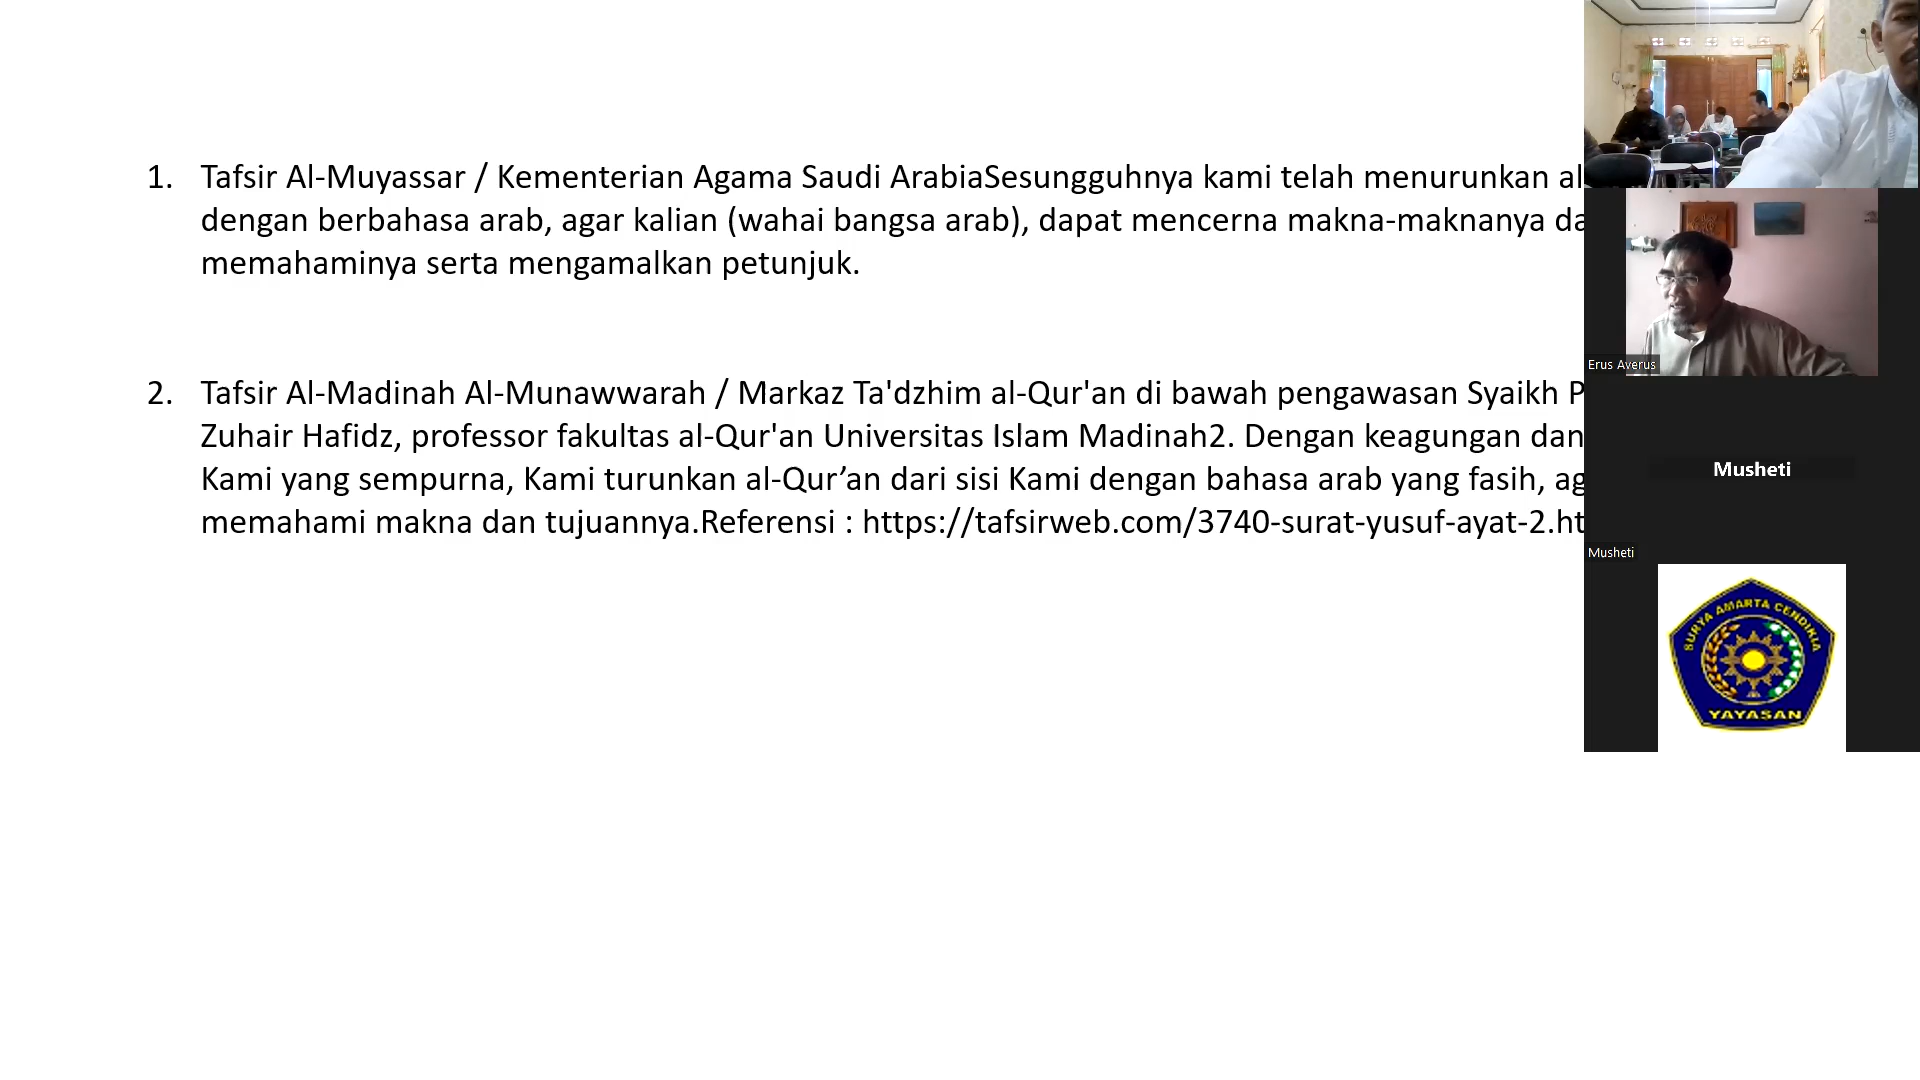 1. Tafsir Al-Muyassar / Kementerian Agama Saudi ArabiaSesungguhnya kami telah menurunkan al
dengan berbahasa arab, agar kalian (wahai bangsa arab), dapat mencerna makna-maknanya da
memahaminya serta mengamalkan petunjuk.
2. Tafsir Al-Madinah Al-Munawwarah / Markaz Ta'dzhim al-Qur'an di bawah pengawasan Syaikh P
Zuhair Hafidz, professor fakultas al-Qur'an Universitas Islam Madinah2. Dengan keagungan dan
Kami yang sempurna, Kami turunkan al-Qur’an dari sisi Kami dengan bahasa arab yang fasih, ag
memahami makna dan tujuannya.Referensi : https://tafsirweb.com/3740-surat-yusuf-ayat-2.ht
Erus Averus
Musheti
Musheti
SURYA AMARTA CENDIKIA
YAYASAN